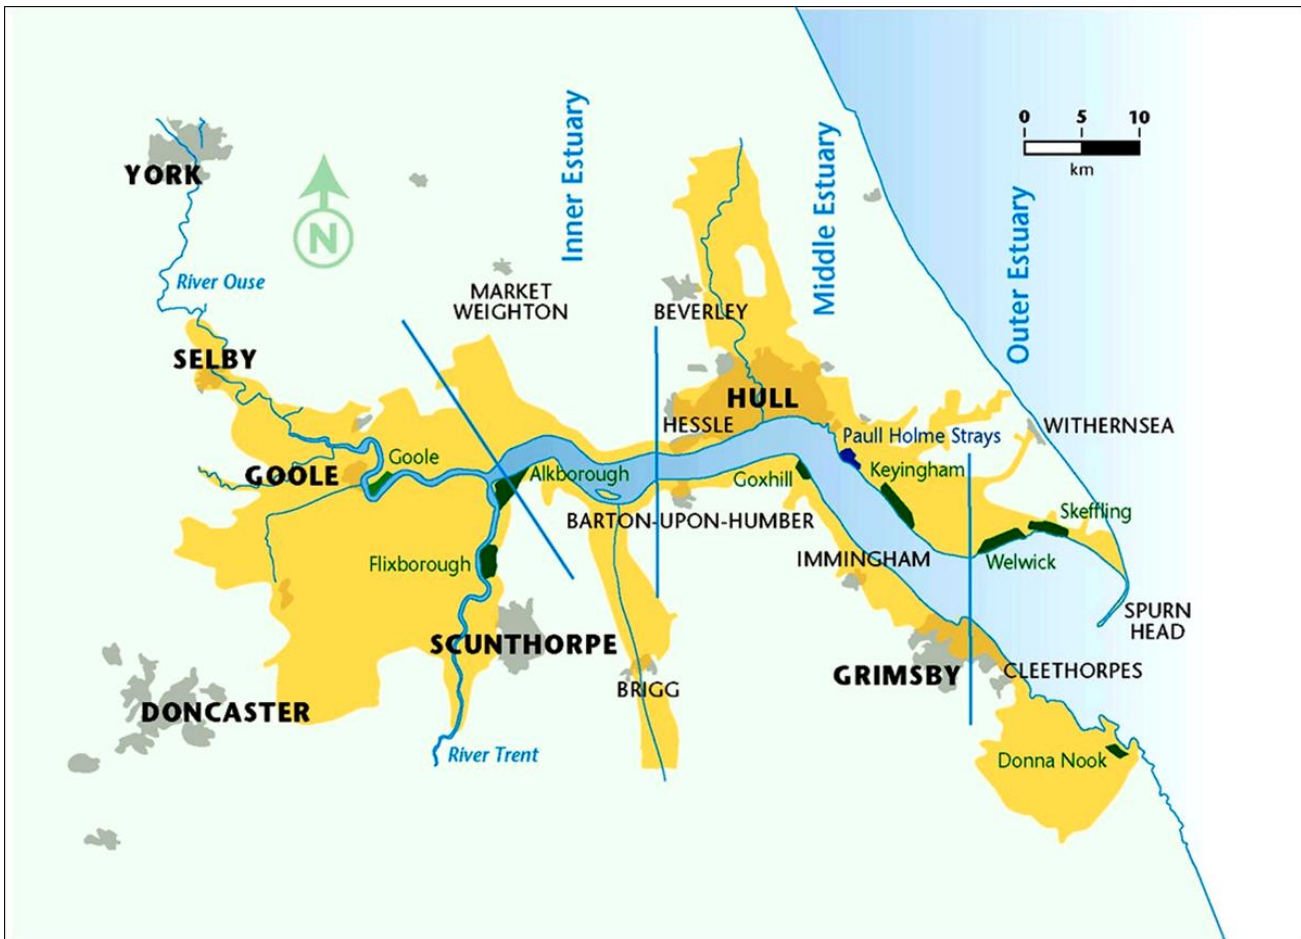 Inner Estuary
Middle Estuary
Outer Estuary
0 5 10
km
YORK
N
River Ouse
MARKET
WEIGHTON
BEVERLEY
SELBY
HULL
HESSLE
WITHERNSEA
Paull Holme Strays
GOOLE
Goole
Alkborough
Goxhill
Keyingham
Skeffling
BARTON-UPON-HUMBER
Flixborough
IMMINGHAM
Welwick
SPURN
HEAD
SCUNTHORPE
GRIMSBY
CLEETHORPES
BRIGG
DONCASTER
River Trent
Donna Nook